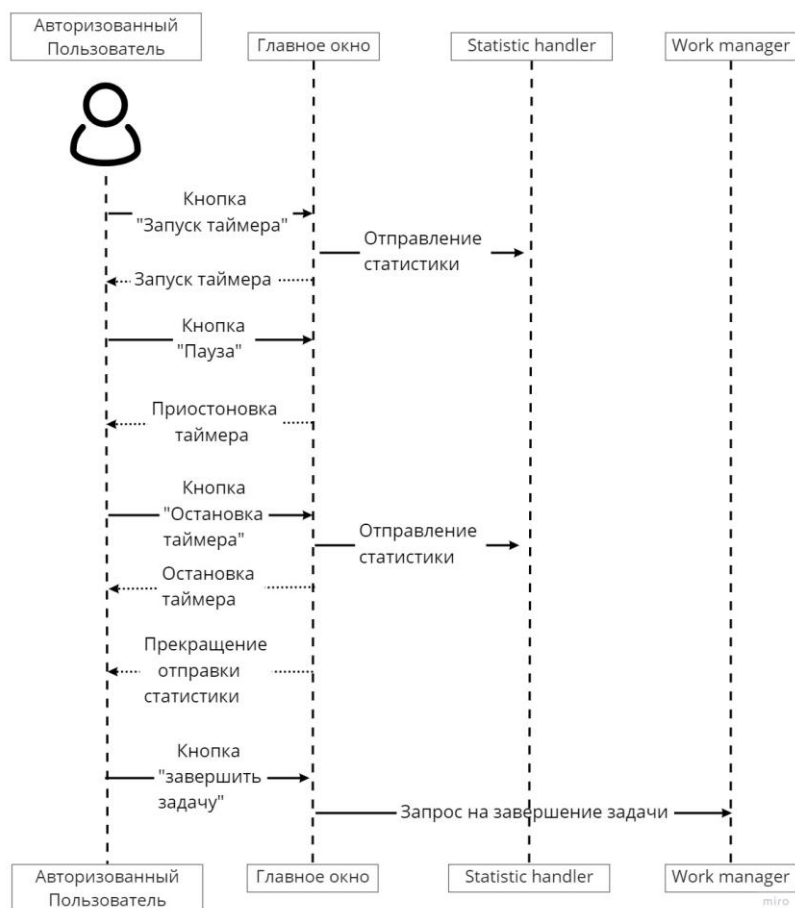 Авторизованный
Пользователь
Главное окно
Statistic handler
Work manager
Кнопка
"Запуск таймера"
Отправление
статистики
Запуск таймера
Кнопка
"Пауза"
Приостоновка
таймера
Кнопка
"Остановка
таймера"
Отправление
статистики
Остановка
таймера
Прекращение
отправки
статистики
Кнопка
"завершить
задачу"
Запрос на завершение задачи
Авторизованный
Пользователь
Главное окно
Statistic handler
Work manager
miro